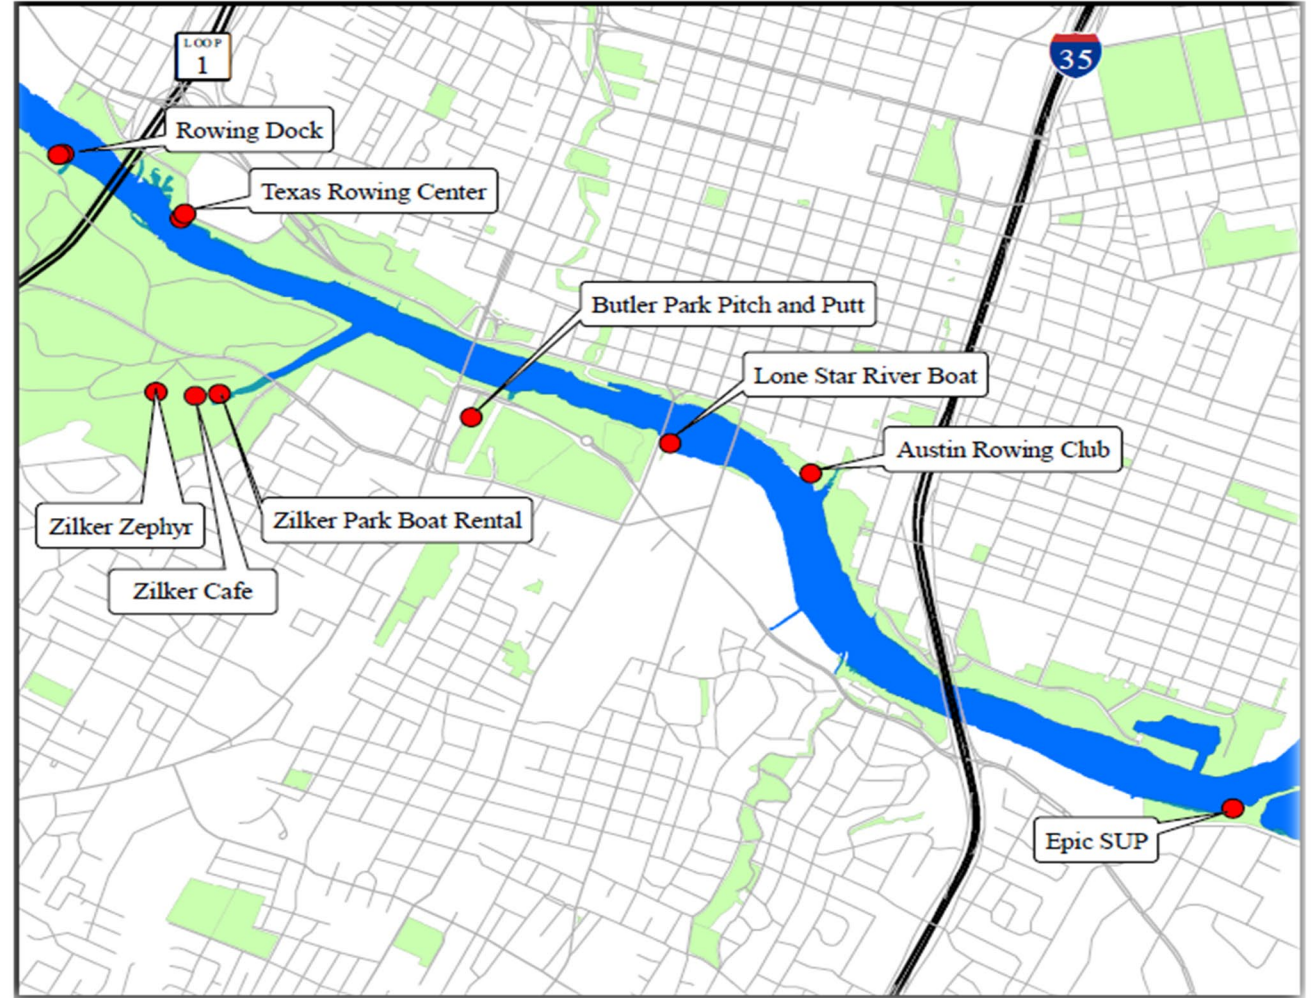 LOOP
1
35
Rowing Dock
Texas Rowing Center
Butler Park Pitch and Putt
Lone Star River Boat
Austin Rowing Club
Zilker Zephyr
Zilker Park Boat Rental
Zilker Cafe
Epic SUP